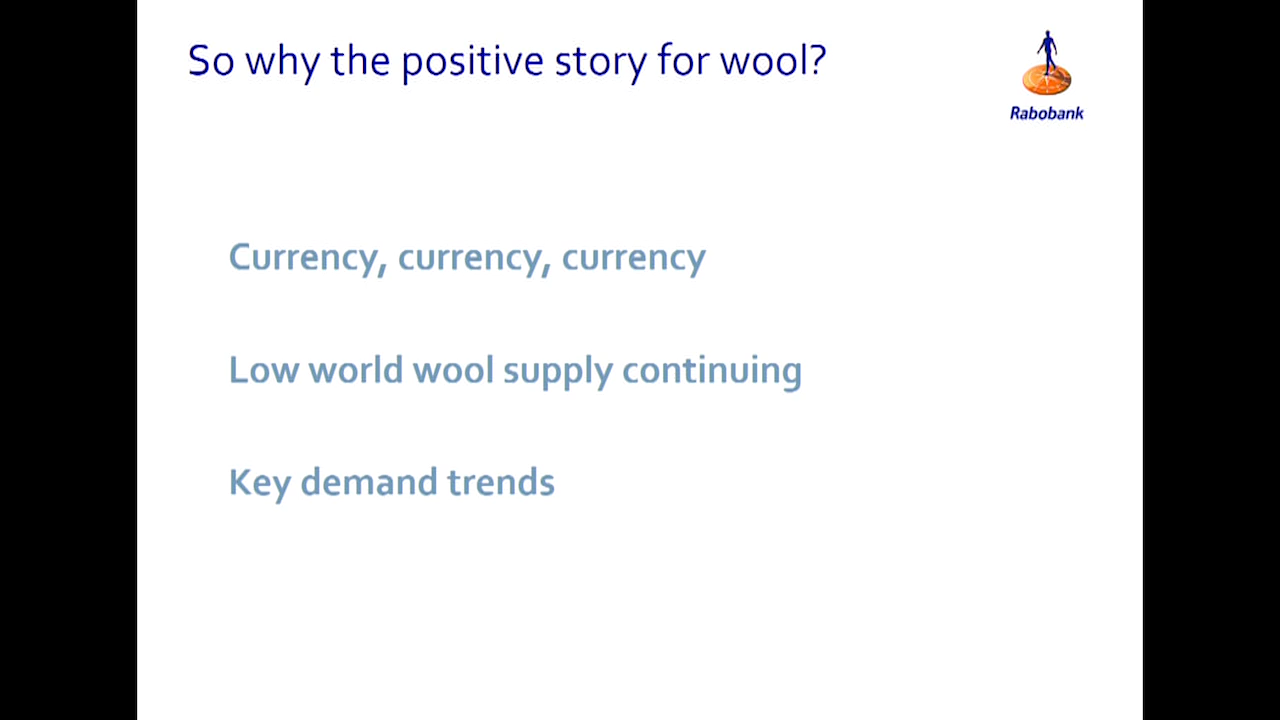 So why the positive story for wool?
Rabobank
Currency, currency, currency
Low world wool supply continuing
Key demand trends